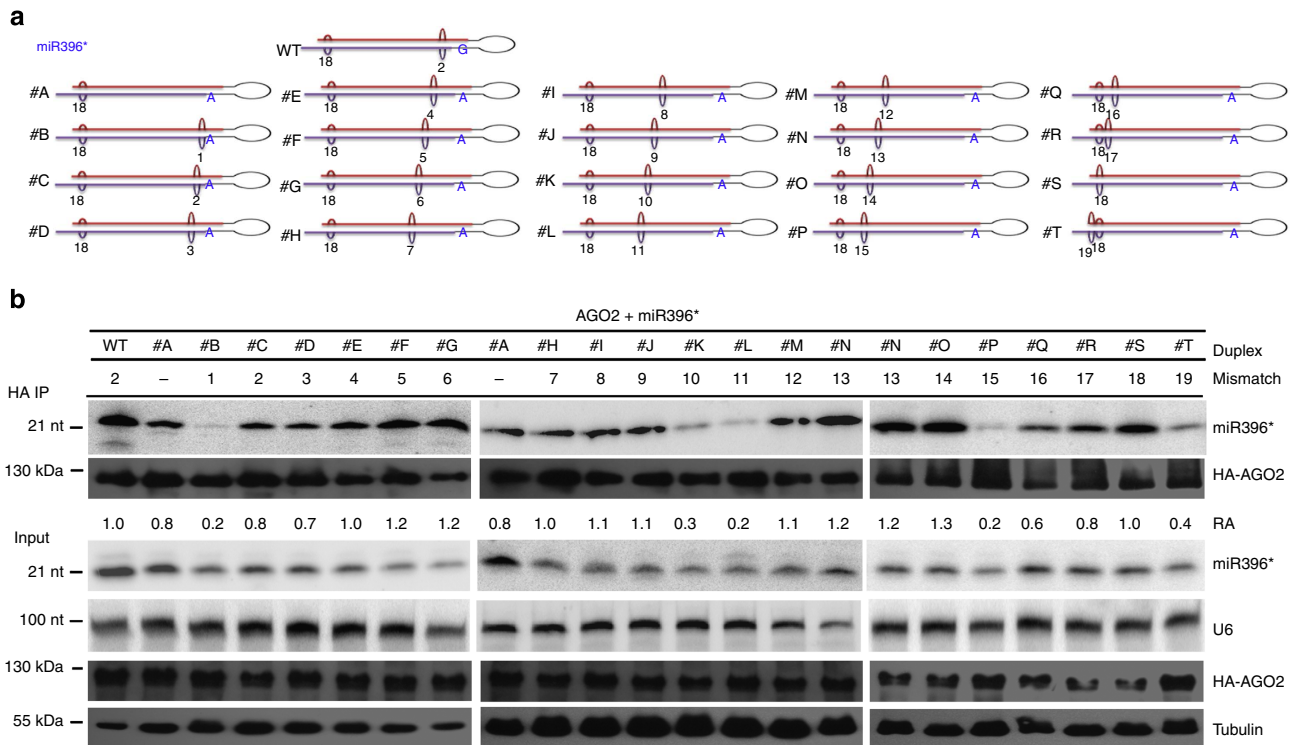 a
miR396*
WT G
18 2
#A A #E A #I A #M A #Q A
18 18 4 18 8 18 12 18 16
#B A #F A #J A #N A #R A
18 1 18 5 18 9 18 13 18 17
#C A #G A #K A #O A #S A
18 2 18 6 18 10 18 14 18
#D A #H A #L A #P A #T A
18 3 18 7 18 11 18 15 19 18
b
AGO2 + miR396*
WT #A #B #C #D #E #F #G #A #H #I #J #K #L #M #N #N #O #P #Q #R #S #T Duplex
2 – 1 2 3 4 5 6 – 7 8 9 10 11 12 13 13 14 15 16 17 18 19 Mismatch
HA IP
21 nt miR396*
130 kDa HA-AGO2
1.0 0.8 0.2 0.8 0.7 1.0 1.2 1.2 0.8 1.0 1.1 1.1 0.3 0.2 1.1 1.2 1.2 1.3 0.2 0.6 0.8 1.0 0.4 RA
Input
21 nt miR396*
100 nt U6
130 kDa HA-AGO2
55 kDa Tubulin